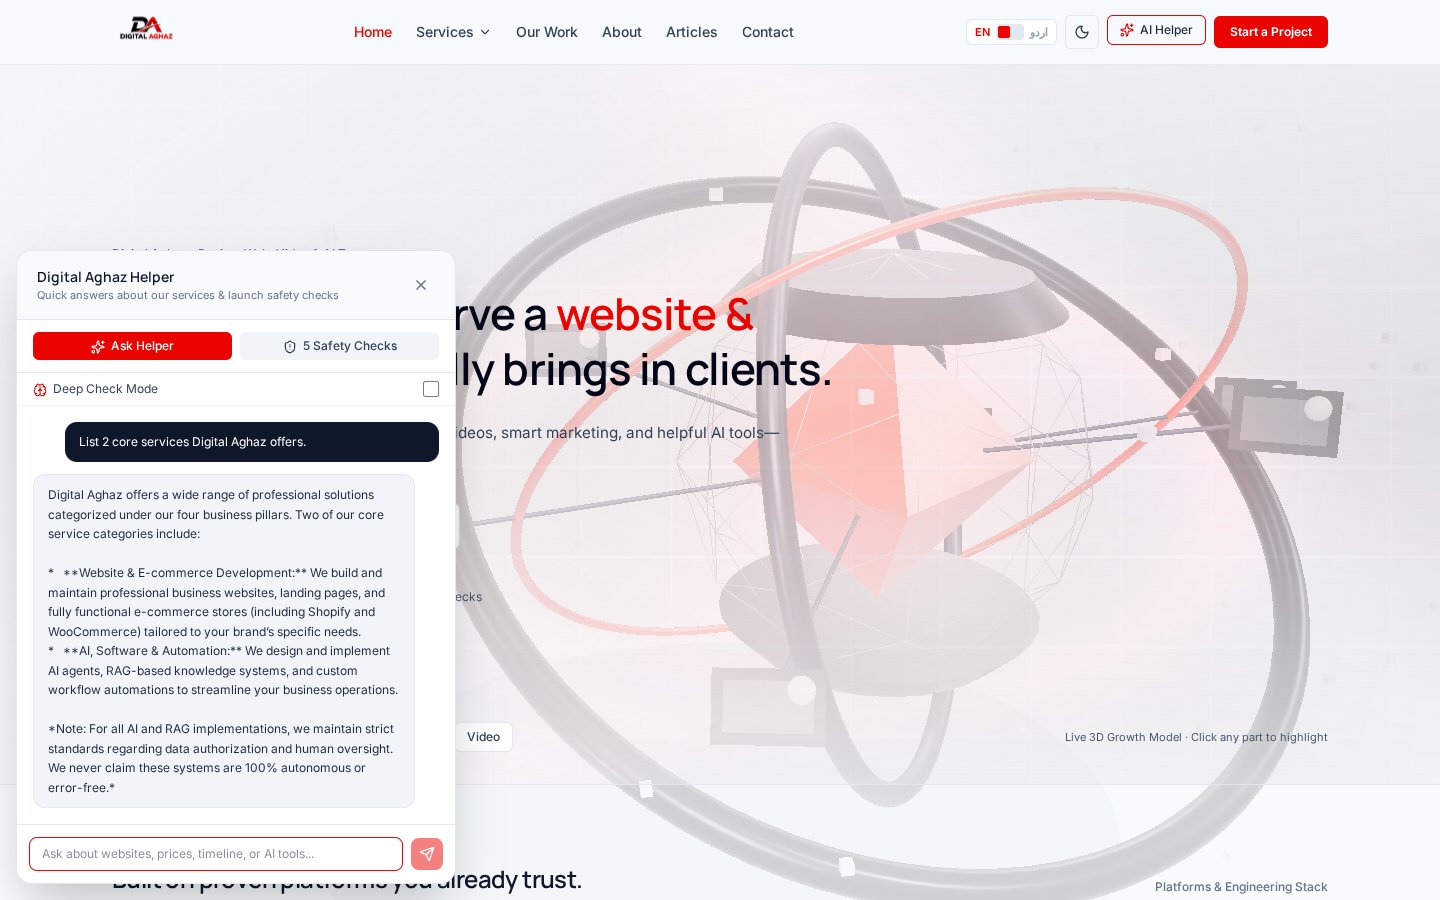 DIGITAL AGHAZ
Home
Services
Our Work
About
Articles
Contact
EN
اردو
AI Helper
Start a Project
rve a website &
lly brings in clients.
ideos, smart marketing, and helpful AI tools—
ecks
Video
Live 3D Growth Model · Click any part to highlight
Digital Aghaz Helper
Quick answers about our services & launch safety checks
Ask Helper
5 Safety Checks
Deep Check Mode
List 2 core services Digital Aghaz offers.
Digital Aghaz offers a wide range of professional solutions
categorized under our four business pillars. Two of our core
service categories include:
*   **Website & E-commerce Development:** We build and
maintain professional business websites, landing pages, and
fully functional e-commerce stores (including Shopify and
WooCommerce) tailored to your brand’s specific needs.
*   **AI, Software & Automation:** We design and implement
AI agents, RAG-based knowledge systems, and custom
workflow automations to streamline your business operations.
*Note: For all AI and RAG implementations, we maintain strict
standards regarding data authorization and human oversight.
We never claim these systems are 100% autonomous or
error-free.*
Ask about websites, prices, timeline, or AI tools...
Built on proven platforms you already trust.
Platforms & Engineering Stack